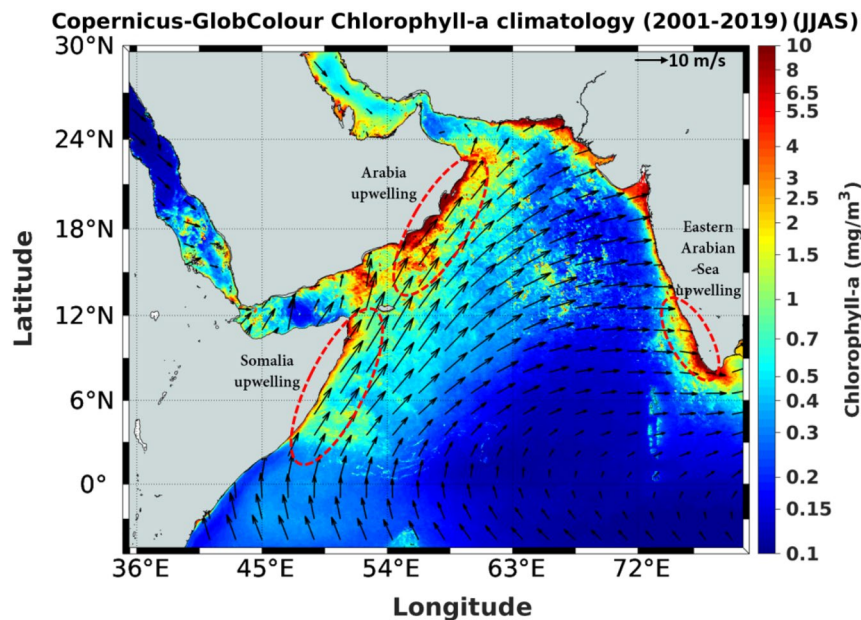 Copernicus-GlobColour Chlorophyll-a climatology (2001-2019) (JJAS)
30°N
24°N
18°N
12°N
6°N
0°
Latitude
36°E
45°E
54°E
63°E
72°E
Longitude
10 m/s
Arabia
upwelling
Somalia
upwelling
Eastern
Arabian
-Sea
upwelling
10
8
6
5.5
4
3
2.5
2
1.5
1
0.7
0.5
0.4
0.3
0.2
0.15
0.1
Chlorophyll-a (mg/m³)